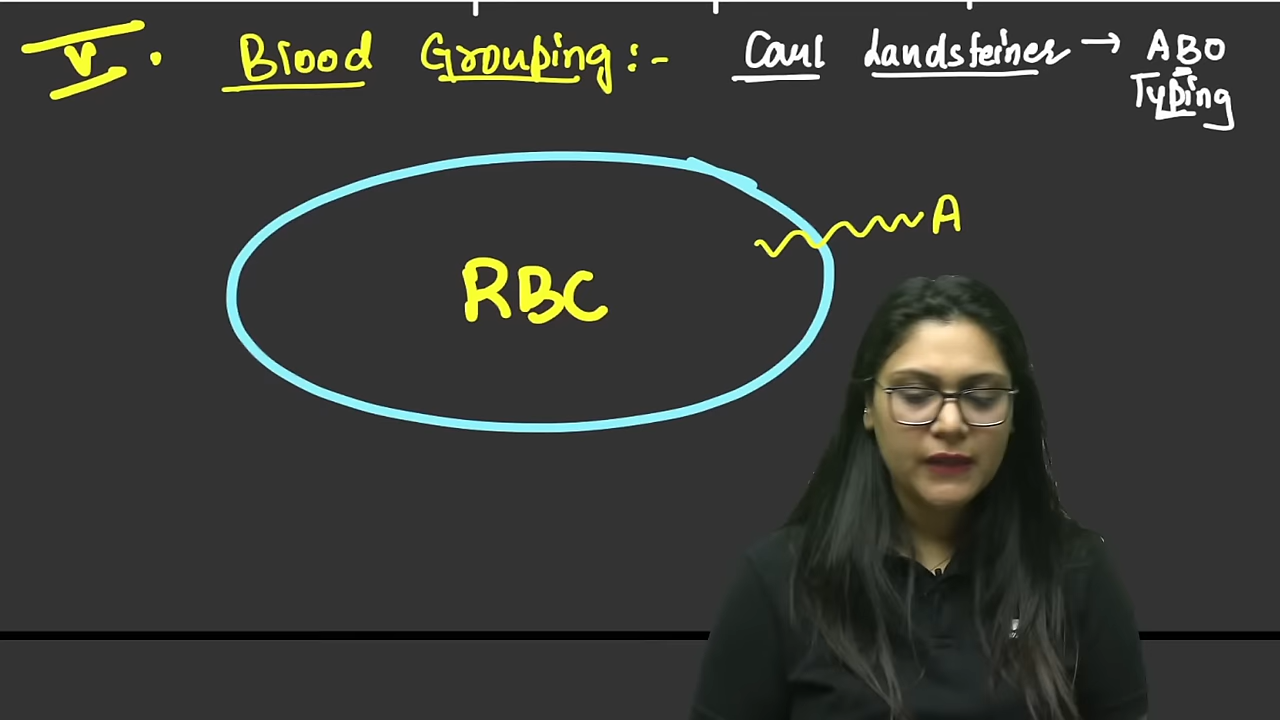 V. Blood Grouping:- Caul Landsteiner → ABO
Typing
A
RBC